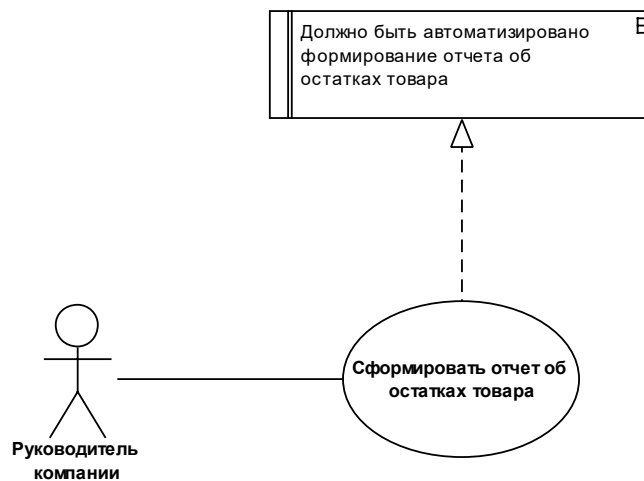 Должно быть автоматизировано
формирование отчета об
остатках товара
Сформировать отчет об
остатках товара
Руководитель
компании